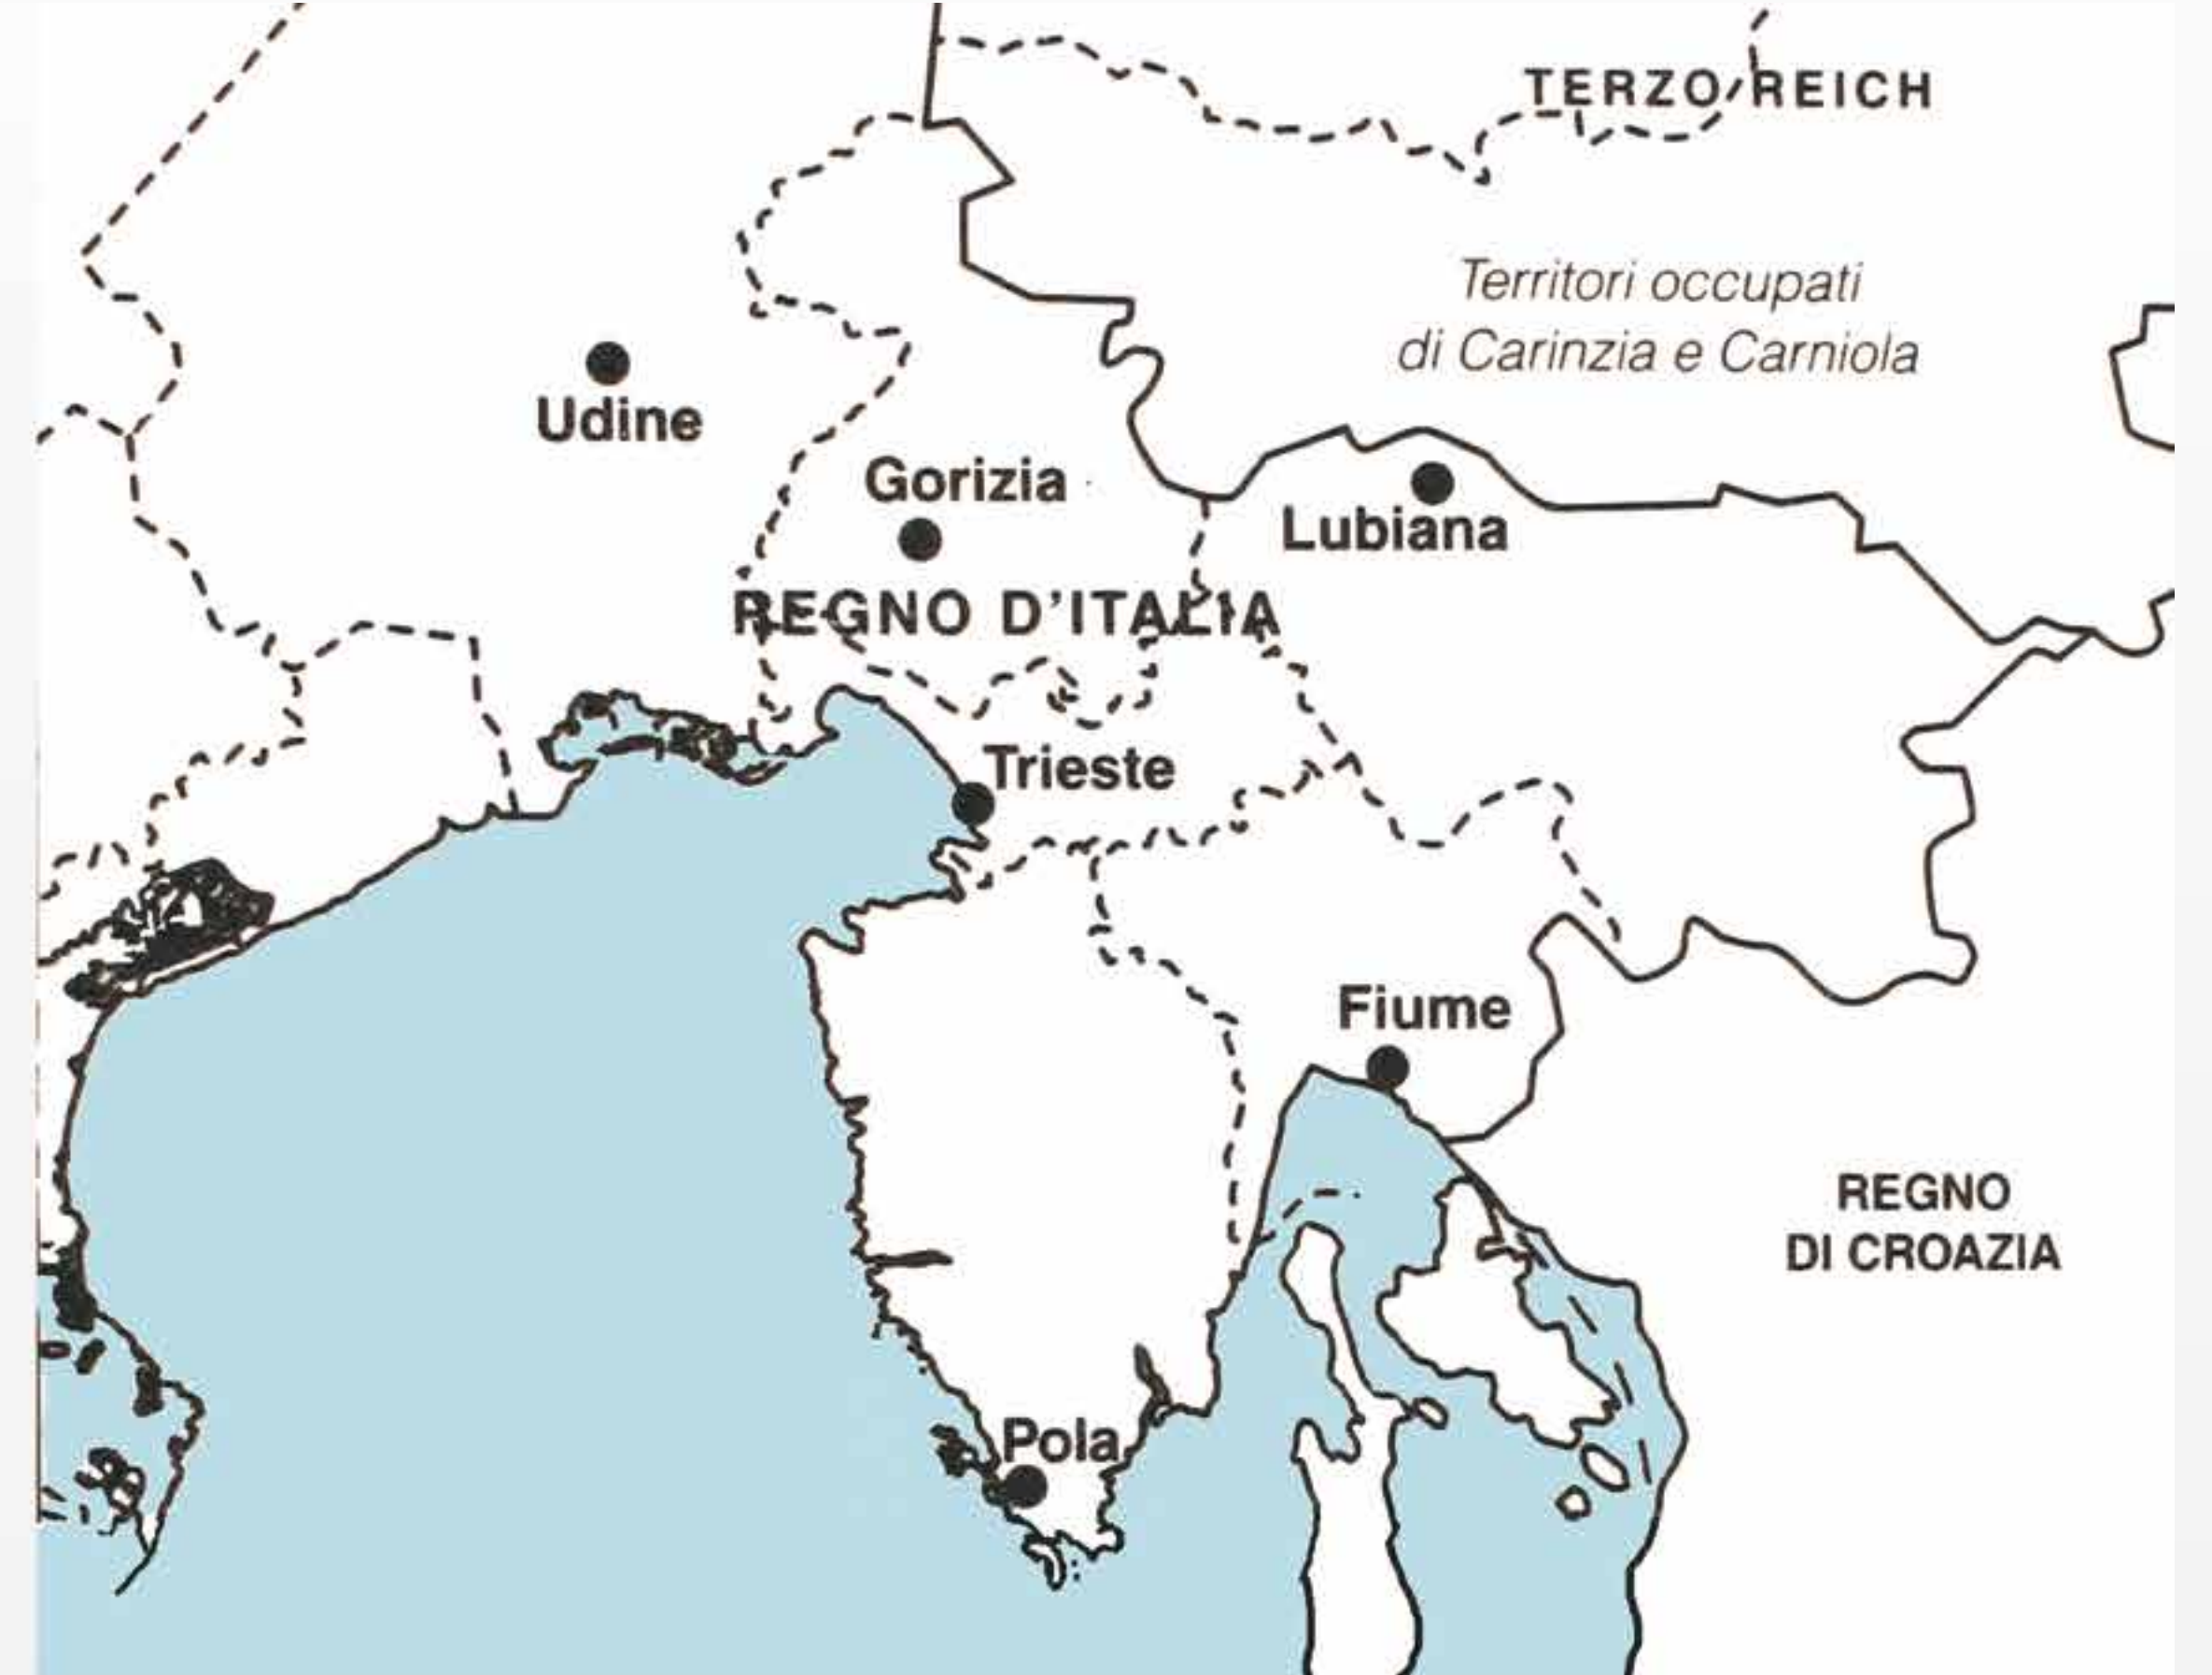 TERZO REICH
Territori occupati
di Carinzia e Carniola
Udine
Gorizia
Lubiana
REGNO D'ITALIA
Trieste
Fiume
REGNO
DI CROAZIA
Pola